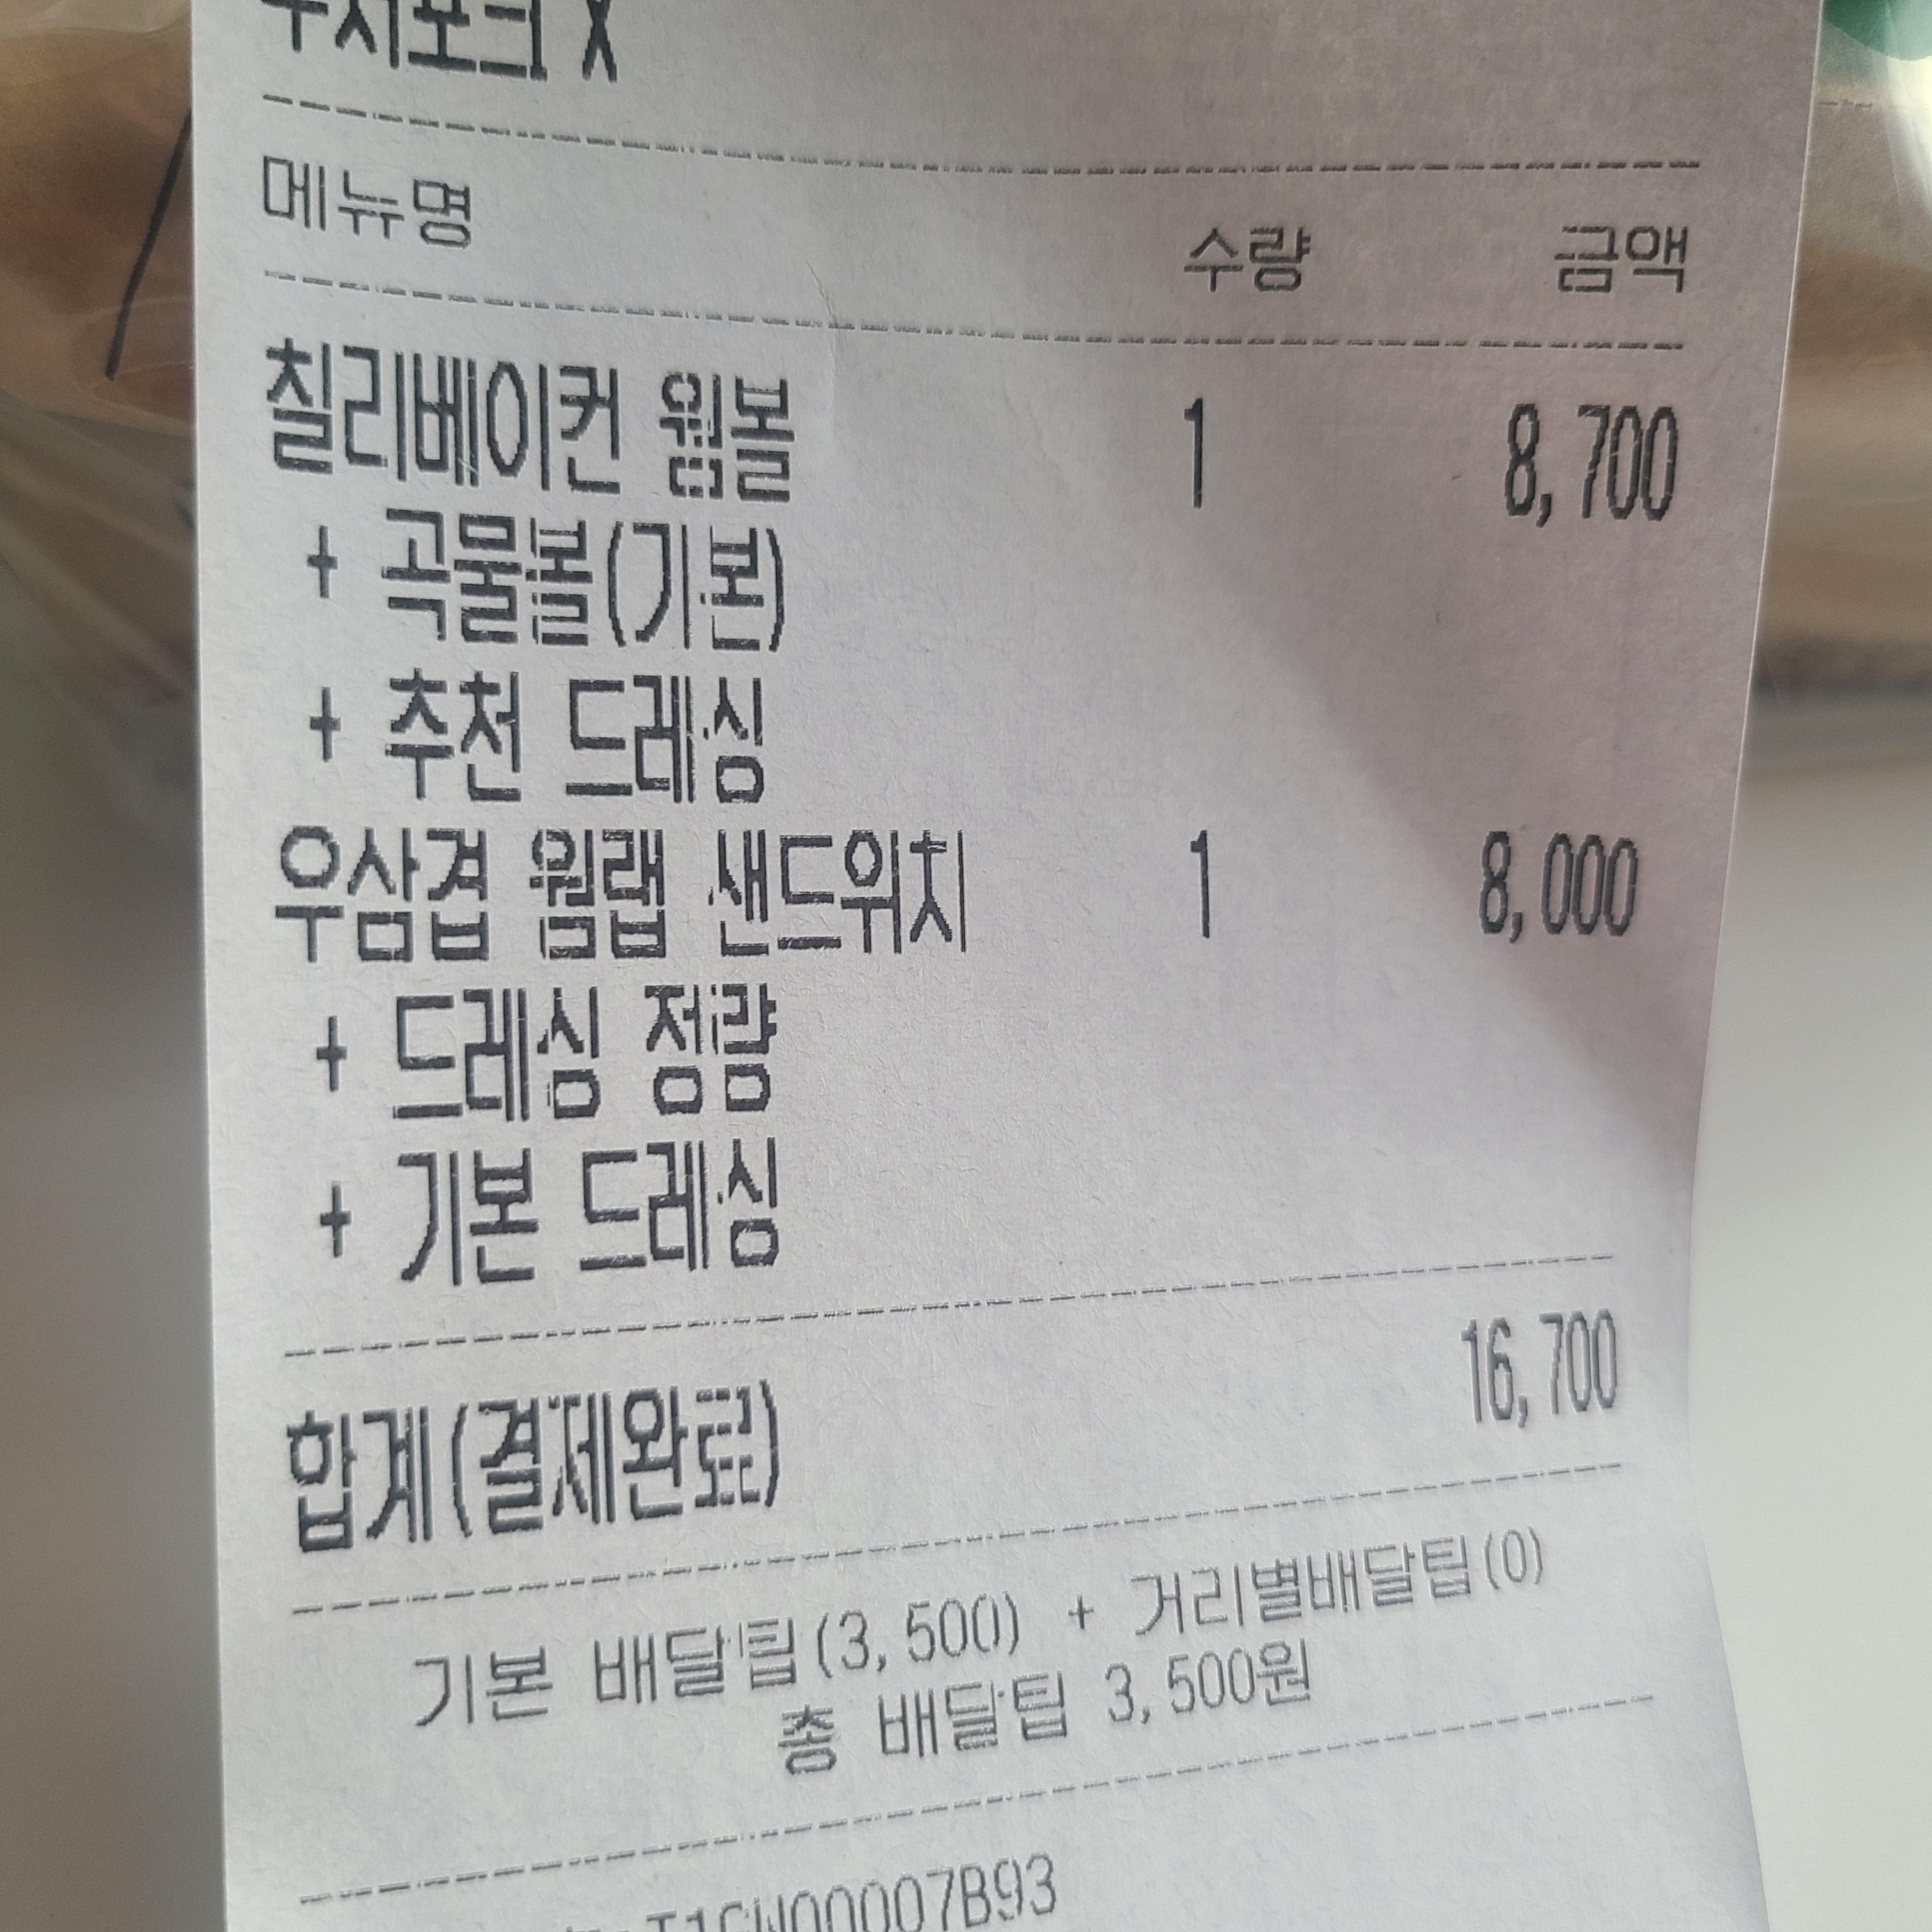 수저포크 X
메뉴명 수량 금액
칠리베이컨 웜볼 1 8,700
+ 곡물볼(기본)
+ 추천 드레싱
우삼겹 웜랩 샌드위치 1 8,000
+ 드레싱 정량
+ 기본 드레싱
합계(결제완료) 16,700
기본 배달팁(3,500) + 거리별배달팁(0)
총 배달팁 3,500원